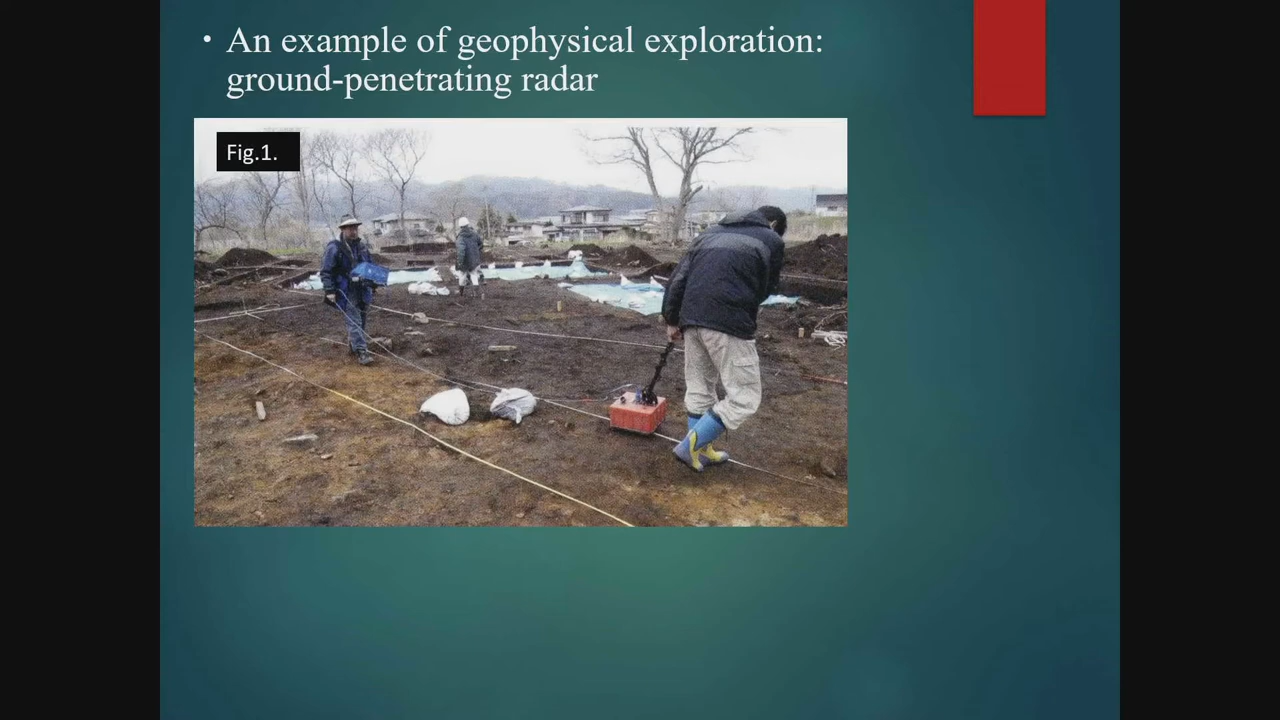 • An example of geophysical exploration:
ground-penetrating radar
Fig.1.